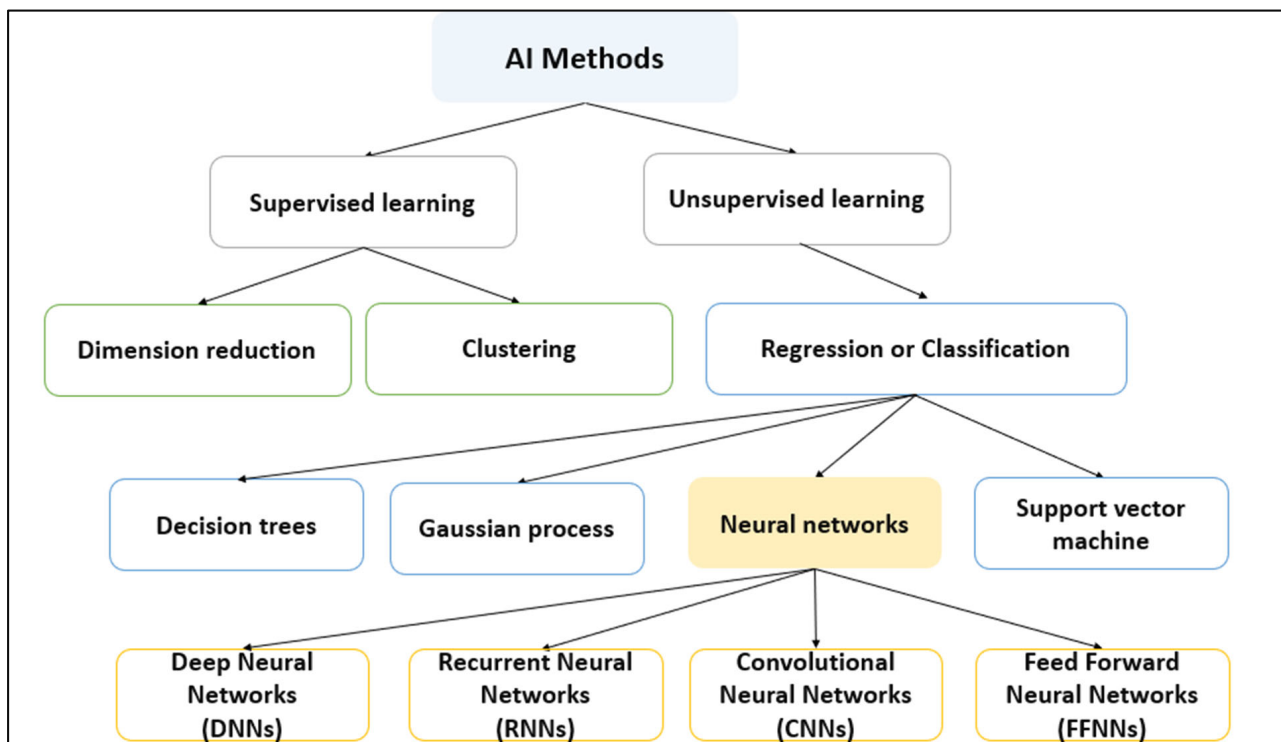 AI Methods
Supervised learning
Unsupervised learning
Dimension reduction
Clustering
Regression or Classification
Decision trees
Gaussian process
Neural networks
Support vector
machine
Deep Neural
Networks
(DNNs)
Recurrent Neural
Networks
(RNNs)
Convolutional
Neural Networks
(CNNs)
Feed Forward
Neural Networks
(FFNNs)